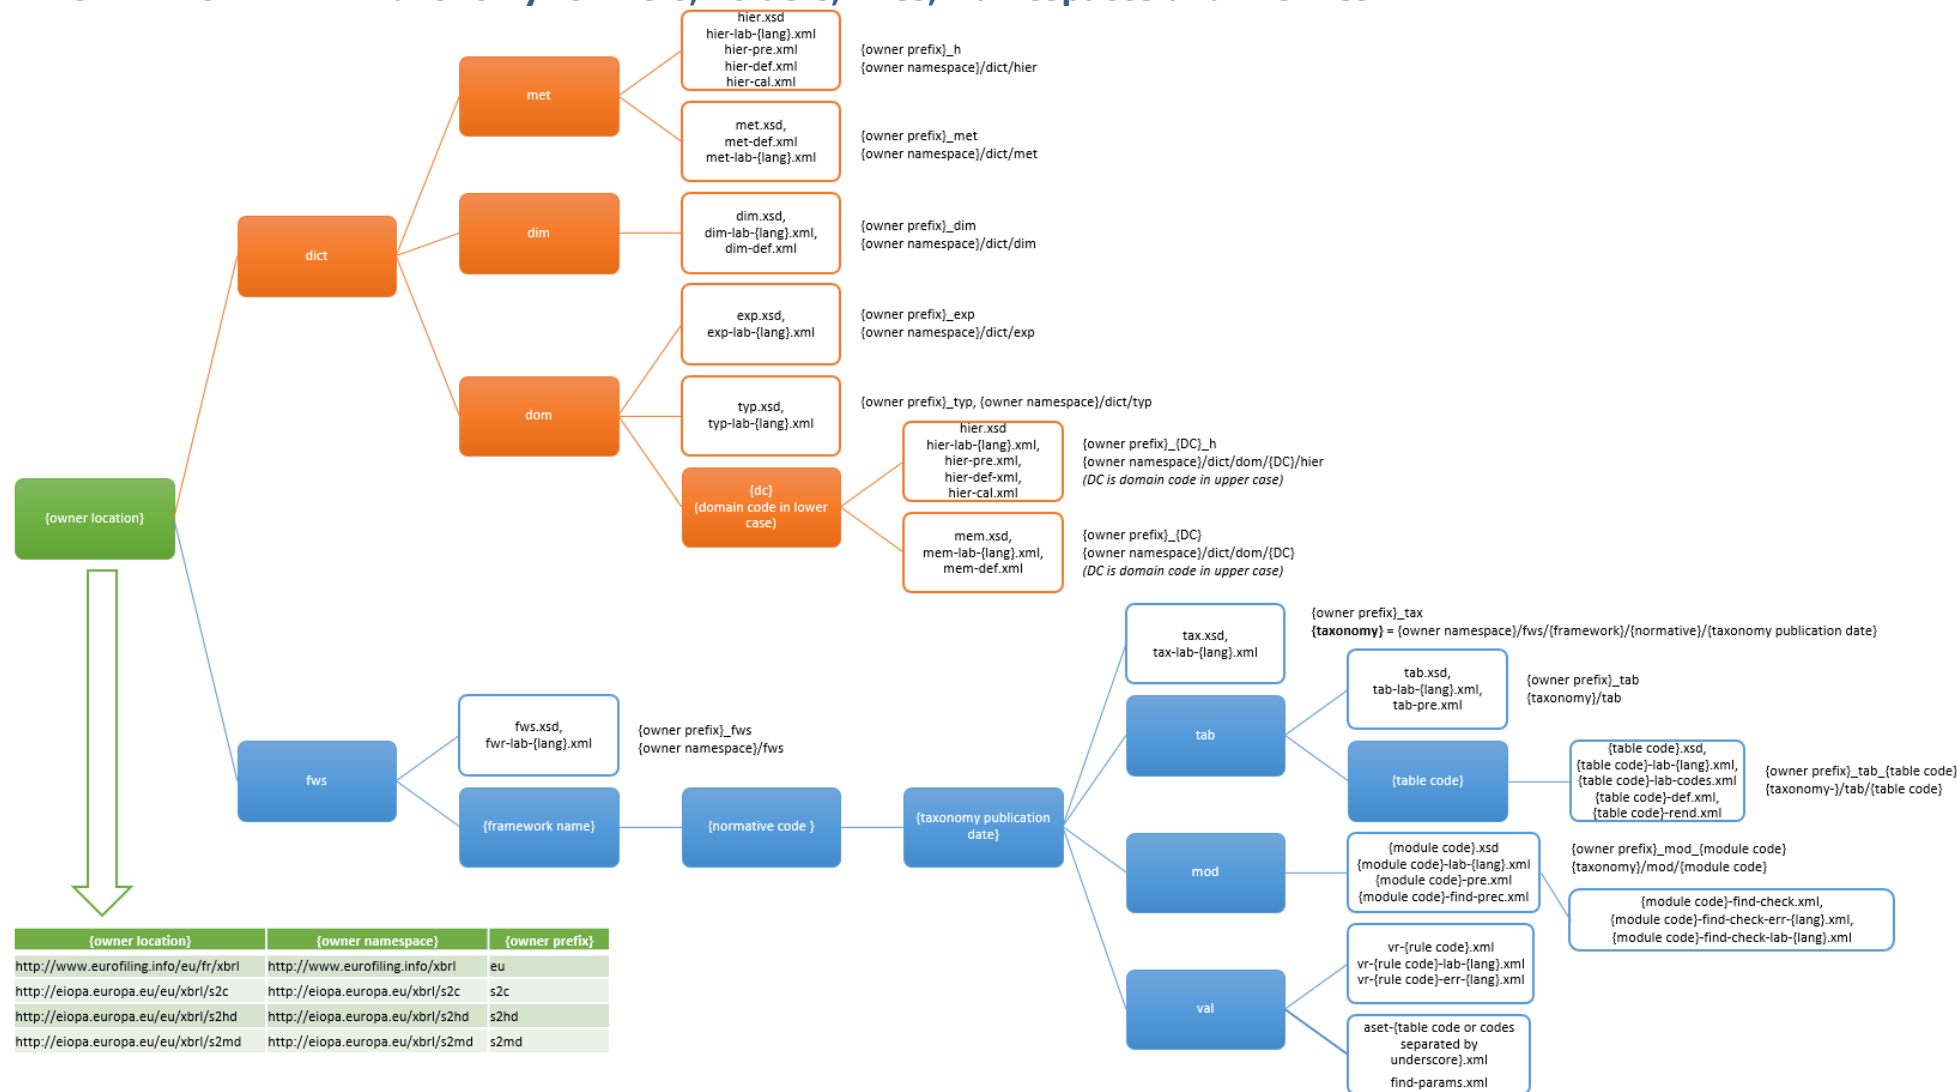 hier.xsd
hier-lab-{lang}.xml
hier-pre.xml
hier-def.xml
hier-cal.xml
{owner prefix}_h
{owner namespace}/dict/hier
met
met.xsd,
met-def.xml
met-lab-{lang}.xml
{owner prefix}_met
{owner namespace}/dict/met
dim
dim.xsd,
dim-lab-{lang}.xml,
dim-def.xml
{owner prefix}_dim
{owner namespace}/dict/dim
dict
exp.xsd,
exp-lab-{lang}.xml
{owner prefix}_exp
{owner namespace}/dict/exp
dom
typ.xsd,
typ-lab-{lang}.xml
{owner prefix}_typ, {owner namespace}/dict/typ
{dc}
(domain code in lower
case)
hier.xsd
hier-lab-{lang}.xml,
hier-pre.xml,
hier-def-xml,
hier-cal.xml
{owner prefix}_{DC}_h
{owner namespace}/dict/dom/{DC}/hier
(DC is domain code in upper case)
mem.xsd,
mem-lab-{lang}.xml,
mem-def.xml
{owner prefix}_{DC}
{owner namespace}/dict/dom/{DC}
(DC is domain code in upper case)
{owner location}
fws
fws.xsd,
fwr-lab-{lang}.xml
{owner prefix}_fws
{owner namespace}/fws
{framework name}
{normative code }
{taxonomy publication
date}
tax.xsd,
tax-lab-{lang}.xml
{owner prefix}_tax
{taxonomy} = {owner namespace}/fws/{framework}/{normative}/{taxonomy publication date}
tab
tab.xsd,
tab-lab-{lang}.xml,
tab-pre.xml
{owner prefix}_tab
{taxonomy}/tab
{table code}
{table code}.xsd,
{table code}-lab-{lang}.xml,
{table code}-lab-codes.xml
{table code}-def.xml,
{table code}-rend.xml
{owner prefix}_tab_{table code}
{taxonomy-}/tab/{table code}
mod
{module code}.xsd
{module code}-lab-{lang}.xml
{module code}-pre.xml
{module code}-find-prec.xml
{owner prefix}_mod_{module code}
{taxonomy}/mod/{module code}
{module code}-find-check.xml,
{module code}-find-check-err-{lang}.xml,
{module code}-find-check-lab-{lang}.xml
val
vr-{rule code}.xml
vr-{rule code}-lab-{lang}.xml
vr-{rule code}-err-{lang}.xml
aset-{table code or codes
separated by
underscore}.xml
find-params.xml
{owner location} {owner namespace} {owner prefix}
http://www.eurofiling.info/eu/fr/xbrl http://www.eurofiling.info/xbrl eu
http://eiopa.europa.eu/eu/xbrl/s2c http://eiopa.europa.eu/xbrl/s2c s2c
http://eiopa.europa.eu/eu/xbrl/s2hd http://eiopa.europa.eu/xbrl/s2hd s2hd
http://eiopa.europa.eu/eu/xbrl/s2md http://eiopa.europa.eu/xbrl/s2md s2md